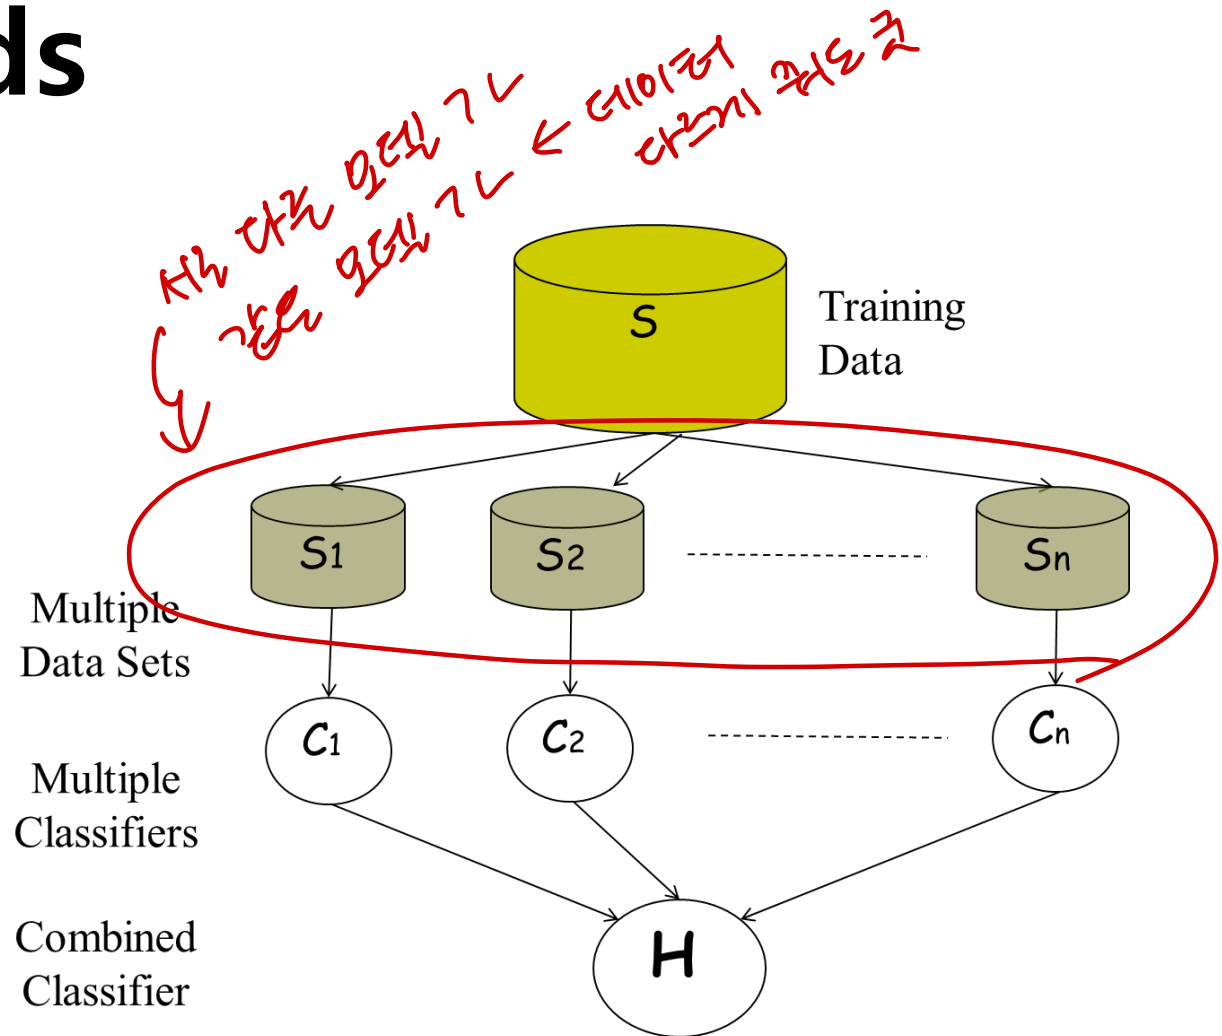 ds
서로 다른 모델 ㄱㄴ
같은 모델 ㄱㄴ ← 데이터
다르게 줘도 굿
S
Training
Data
S1
S2
Sn
Multiple
Data Sets
C1
C2
Cn
Multiple
Classifiers
Combined
Classifier
H